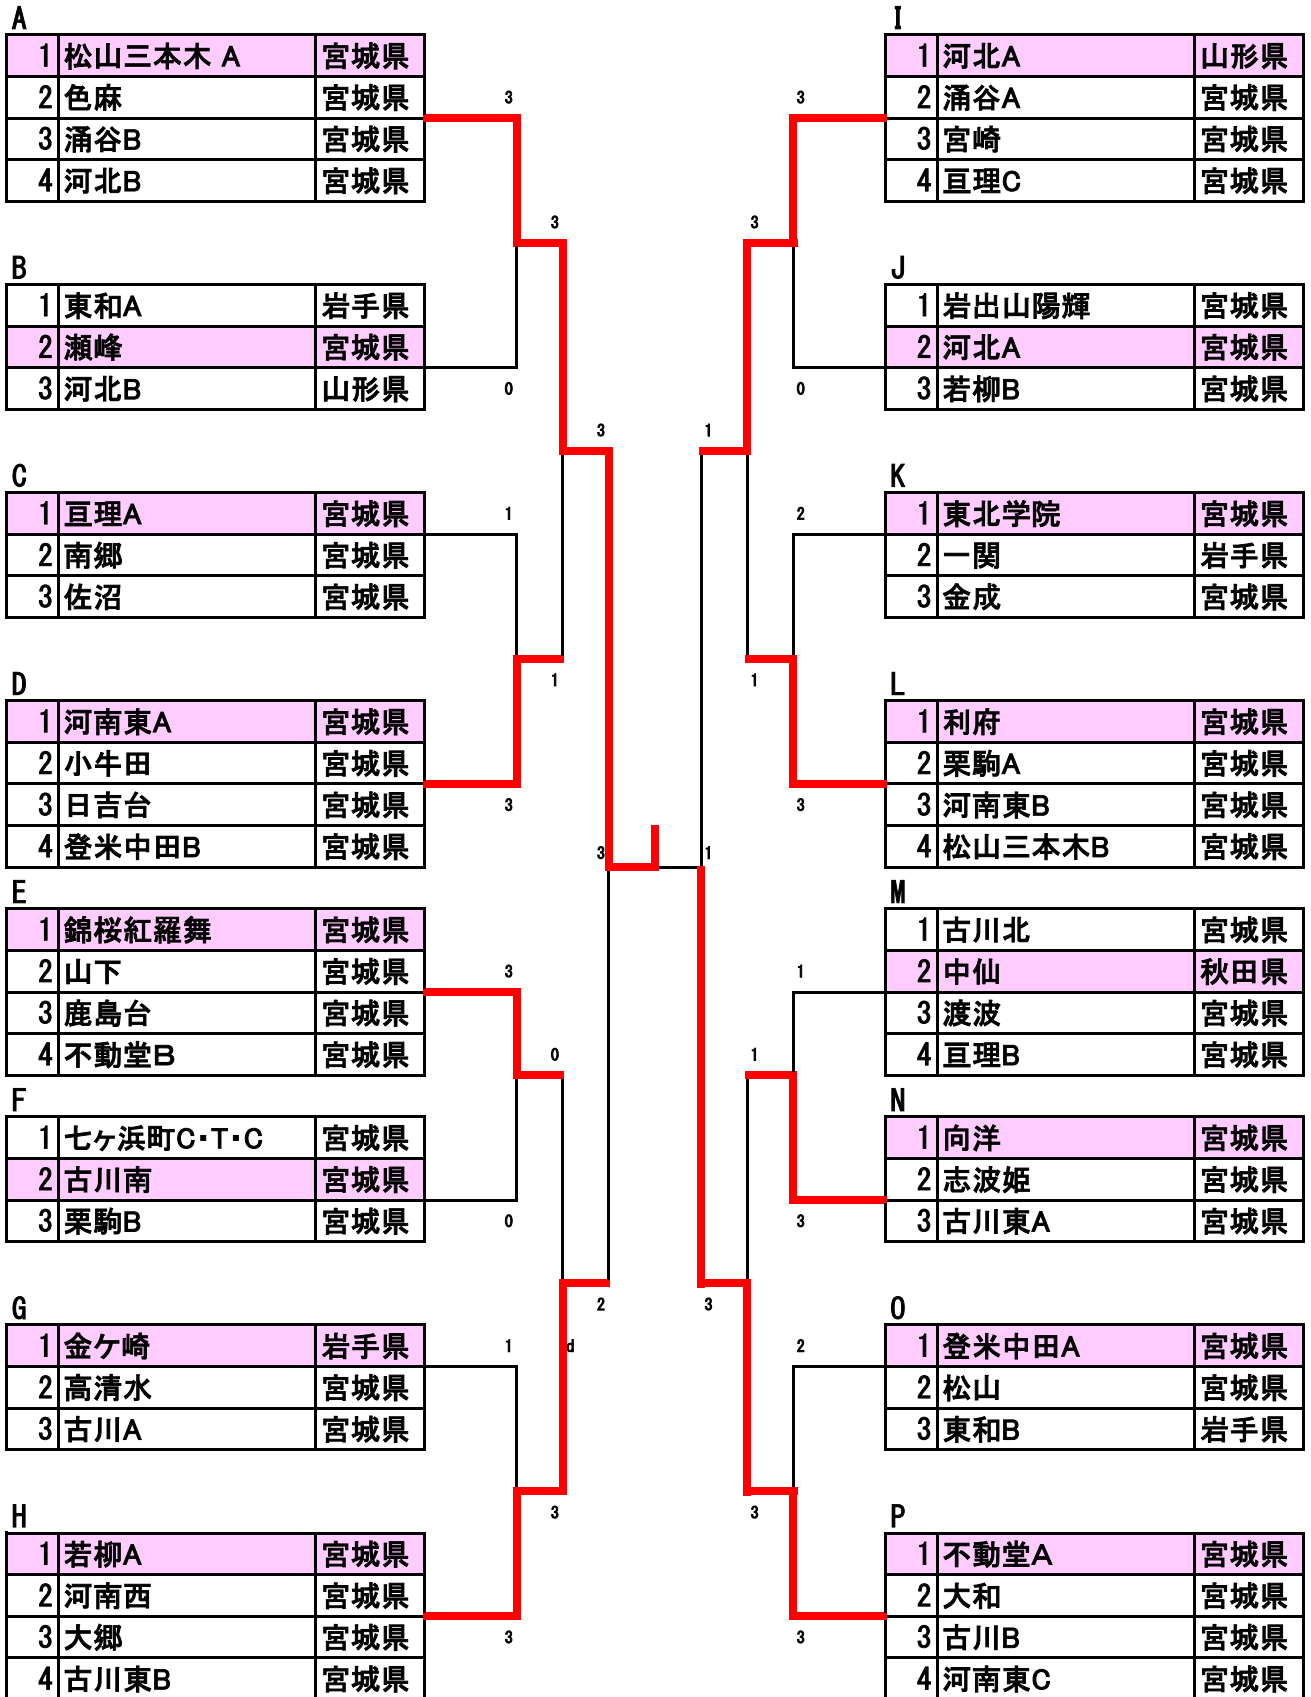 A
1 松山三本木 A 宮城県
2 色麻 宮城県
3 涌谷B 宮城県
4 河北B 宮城県
3
3
B
1 東和A 岩手県
2 瀬峰 宮城県
3 河北B 山形県
0
3
C
1 亘理A 宮城県
2 南郷 宮城県
3 佐沼 宮城県
1
1
D
1 河南東A 宮城県
2 小牛田 宮城県
3 日吉台 宮城県
4 登米中田B 宮城県
3
3
E
1 錦桜紅羅舞 宮城県
2 山下 宮城県
3 鹿島台 宮城県
4 不動堂B 宮城県
3
0
F
1 七ヶ浜町C・T・C 宮城県
2 古川南 宮城県
3 栗駒B 宮城県
0
2
G
1 金ケ崎 岩手県
2 高清水 宮城県
3 古川A 宮城県
1
d
3
H
1 若柳A 宮城県
2 河南西 宮城県
3 大郷 宮城県
4 古川東B 宮城県
3
I
1 河北A 山形県
2 涌谷A 宮城県
3 宮崎 宮城県
4 亘理C 宮城県
3
3
J
1 岩出山陽輝 宮城県
2 河北A 宮城県
3 若柳B 宮城県
0
1
K
1 東北学院 宮城県
2 一関 岩手県
3 金成 宮城県
2
1
L
1 利府 宮城県
2 栗駒A 宮城県
3 河南東B 宮城県
4 松山三本木B 宮城県
3
1
M
1 古川北 宮城県
2 中仙 秋田県
3 渡波 宮城県
4 亘理B 宮城県
1
1
N
1 向洋 宮城県
2 志波姫 宮城県
3 古川東A 宮城県
3
3
O
1 登米中田A 宮城県
2 松山 宮城県
3 東和B 岩手県
2
3
P
1 不動堂A 宮城県
2 大和 宮城県
3 古川B 宮城県
4 河南東C 宮城県
3